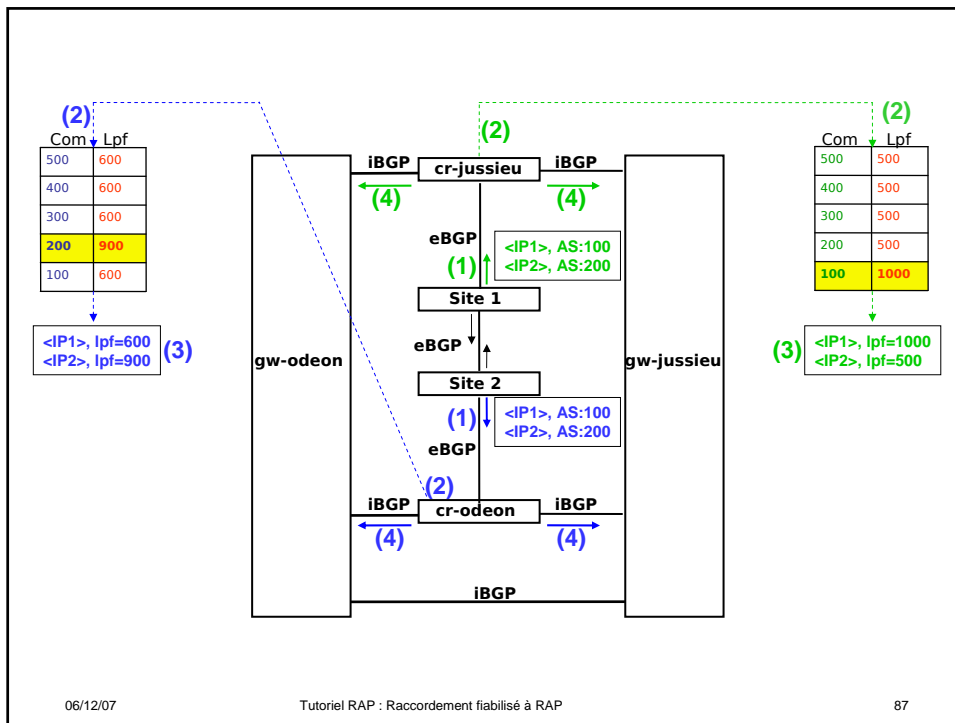 (2)
Com Lpf
500 600
400 600
300 600
200 900
100 600
<IP1>, lpf=600
<IP2>, lpf=900
(3)
gw-odeon
iBGP
cr-jussieu
iBGP
(2)
(4)
(4)
eBGP
(1)
<IP1>, AS:100
<IP2>, AS:200
Site 1
eBGP
Site 2
(1)
<IP1>, AS:100
<IP2>, AS:200
eBGP
(2)
iBGP
cr-odeon
iBGP
(4)
(4)
iBGP
gw-jussieu
(2)
Com Lpf
500 500
400 500
300 500
200 500
100 1000
(3)
<IP1>, lpf=1000
<IP2>, lpf=500
06/12/07
Tutoriel RAP : Raccordement fiabilisé à RAP
87